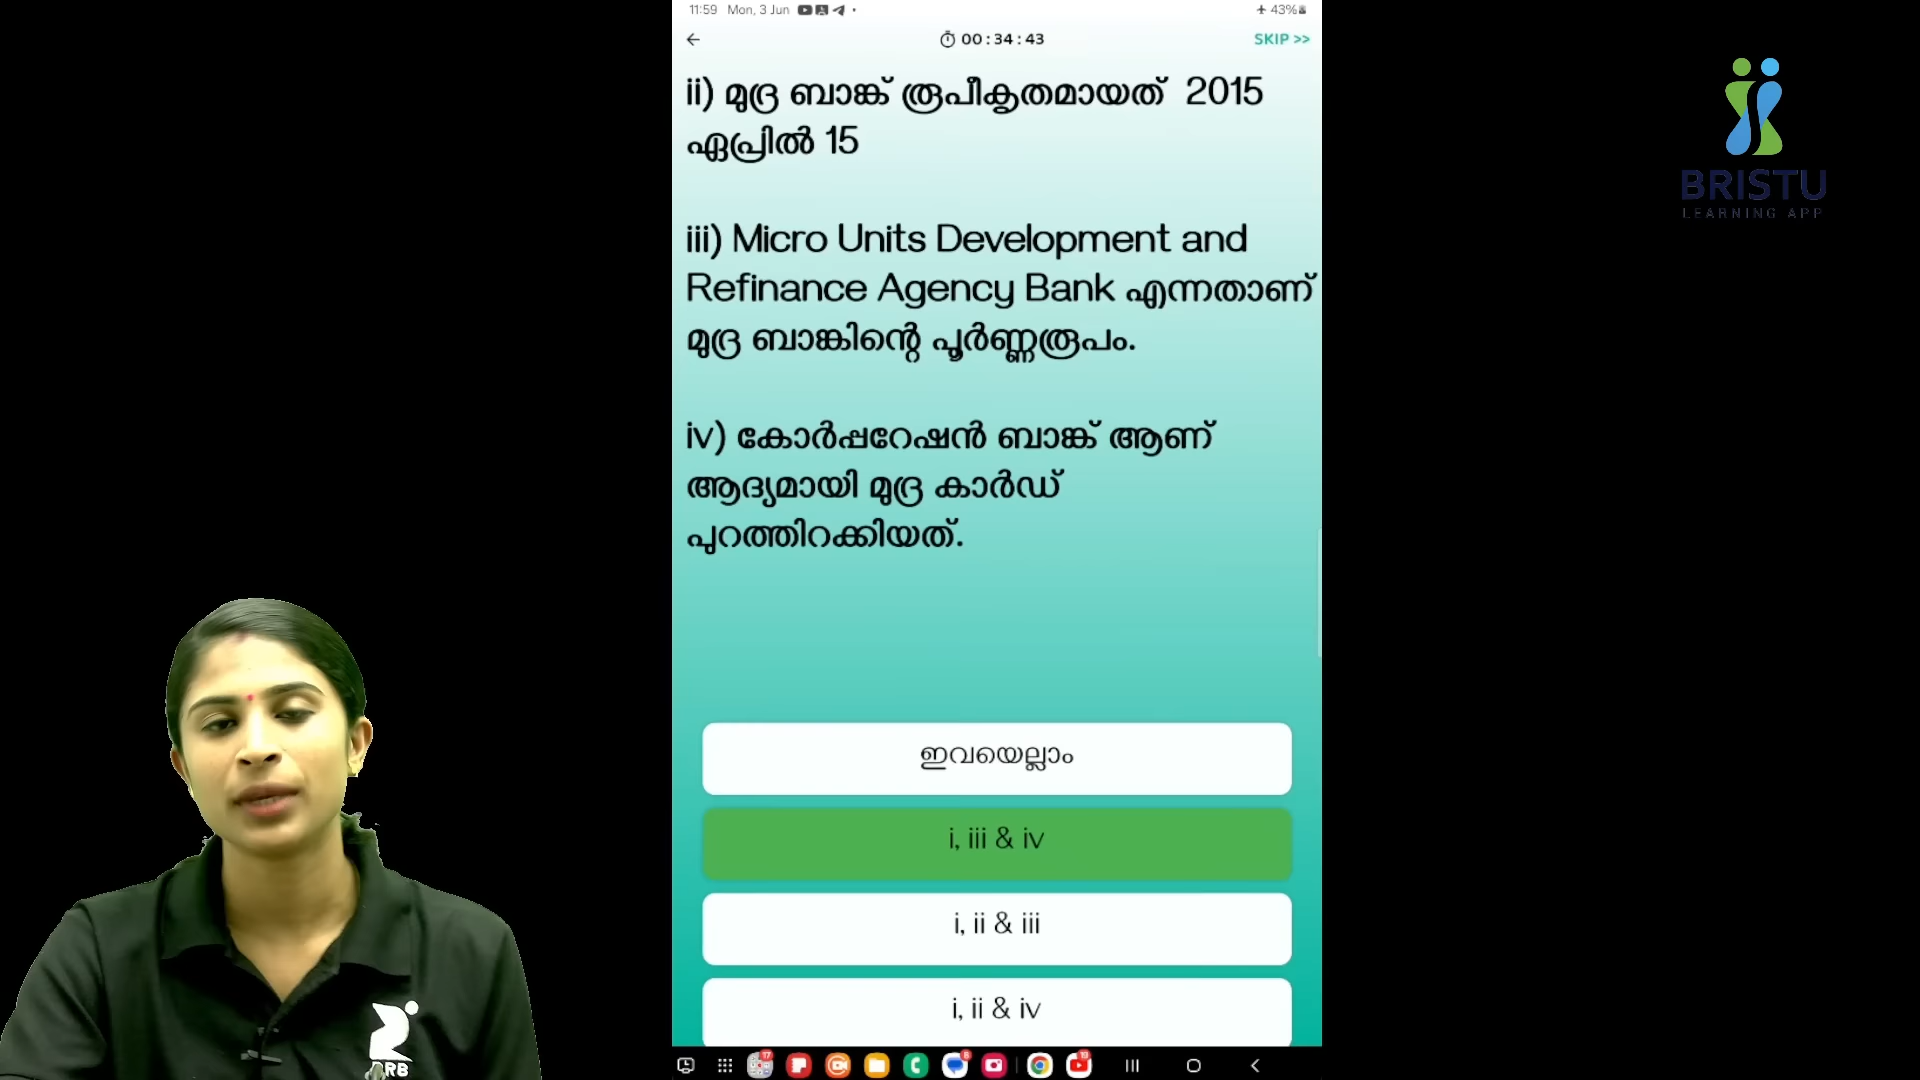 11:59 Mon, 3 Jun
43%
00 : 34 : 43
SKIP >>
ii) മുദ്ര ബാങ്ക് രൂപീകൃതമായത് 2015
ഏപ്രിൽ 15
iii) Micro Units Development and
Refinance Agency Bank എന്നതാണ്
മുദ്ര ബാങ്കിന്റെ പൂർണ്ണരൂപം.
iv) കോർപ്പറേഷൻ ബാങ്ക് ആണ്
ആദ്യമായി മുദ്ര കാർഡ്
പുറത്തിറക്കിയത്.
ഇവയെല്ലാം
i, iii & iv
i, ii & iii
i, ii & iv
BRISTU
LEARNING APP